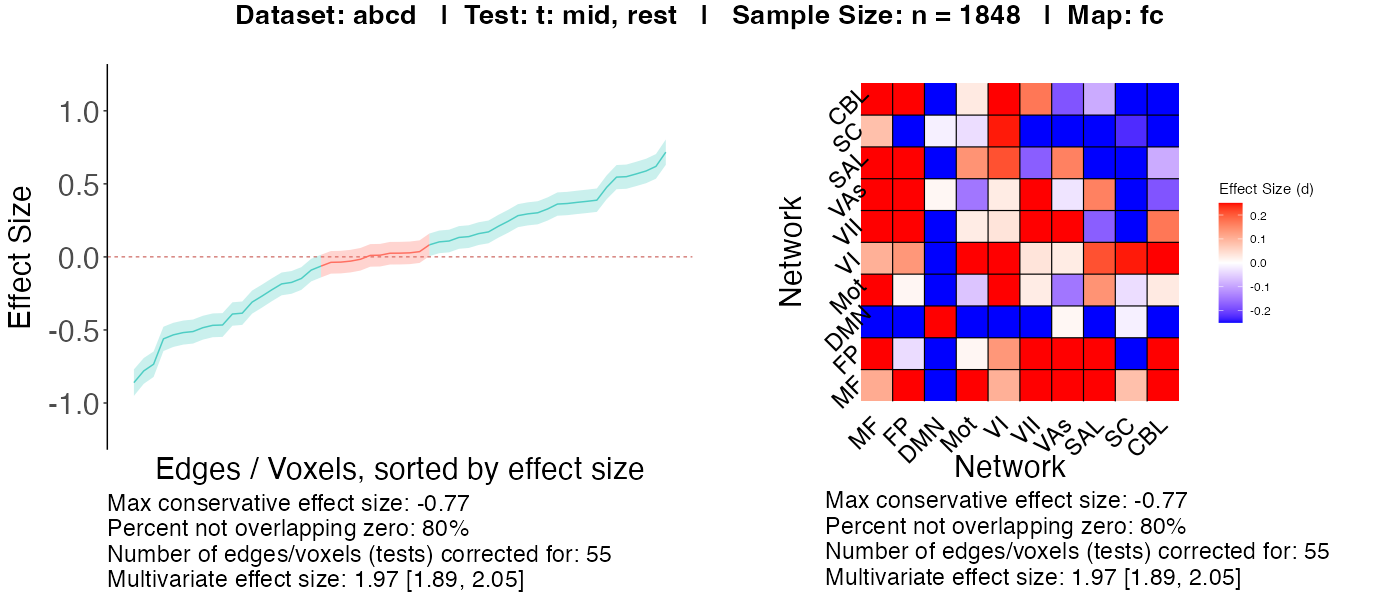 Dataset: abcd | Test: t: mid, rest | Sample Size: n = 1848 | Map: fc
Effect Size
1.0
0.5
0.0
-0.5
-1.0
Edges / Voxels, sorted by effect size
Max conservative effect size: -0.77
Percent not overlapping zero: 80%
Number of edges/voxels (tests) corrected for: 55
Multivariate effect size: 1.97 [1.89, 2.05]
Network
CBL
SC
SAL
VAs
VII
VI
Mot
DMN
FP
MF
MF FP DMN Mot VI VII VAs SAL SC CBL
Network
Effect Size (d)
0.2
0.1
0.0
-0.1
-0.2
Max conservative effect size: -0.77
Percent not overlapping zero: 80%
Number of edges/voxels (tests) corrected for: 55
Multivariate effect size: 1.97 [1.89, 2.05]